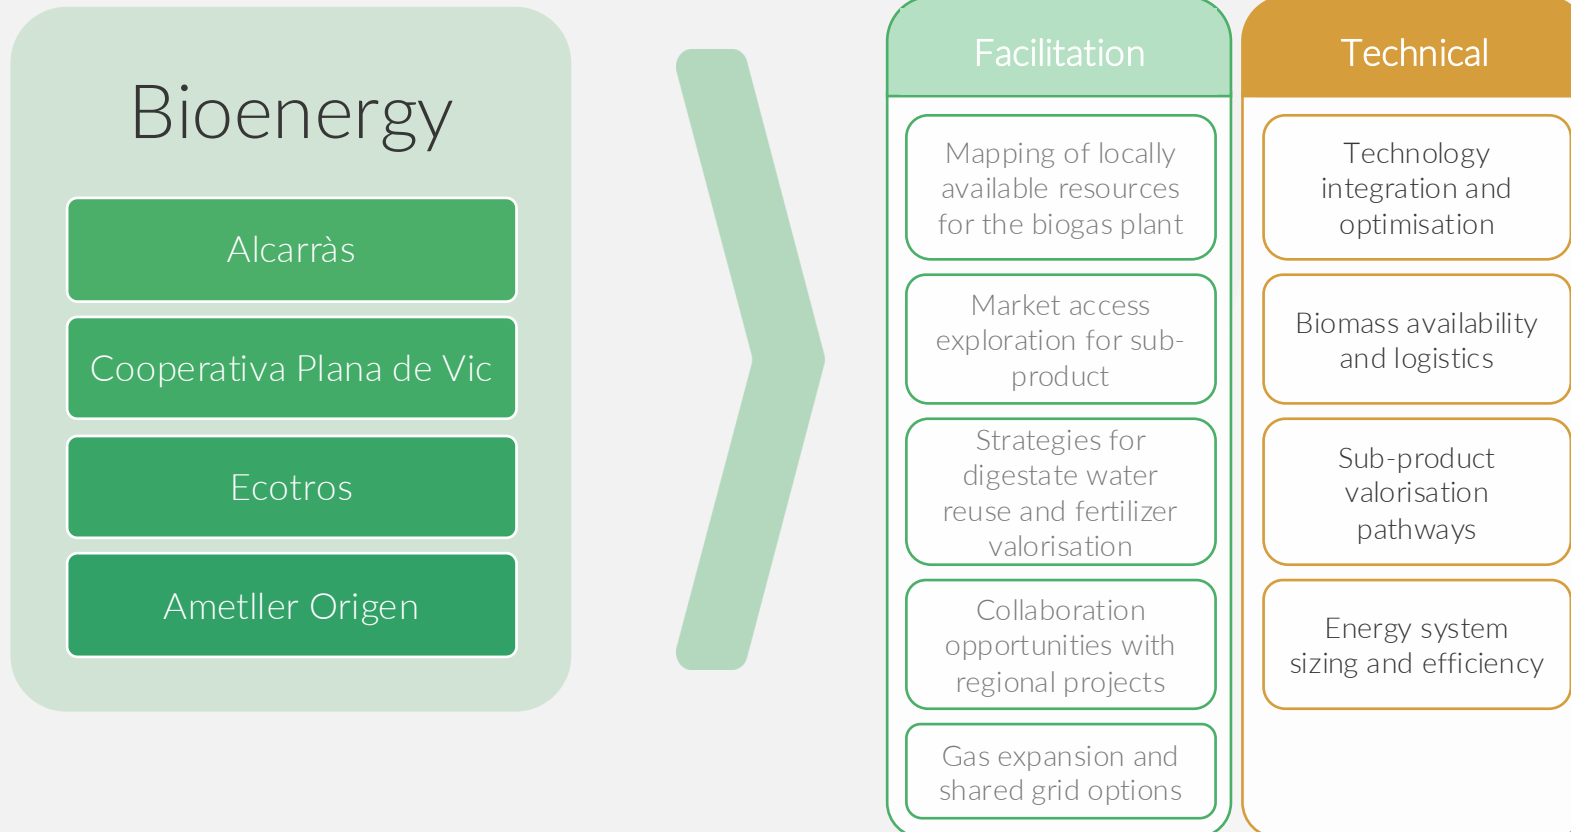 Bioenergy
Alcarràs
Cooperativa Plana de Vic
Ecotros
Ametller Origen
Facilitation
Mapping of locally
available resources
for the biogas plant
Market access
exploration for sub-
product
Strategies for
digestate water
reuse and fertilizer
valorisation
Collaboration
opportunities with
regional projects
Gas expansion and
shared grid options
Technical
Technology
integration and
optimisation
Biomass availability
and logistics
Sub-product
valorisation
pathways
Energy system
sizing and efficiency